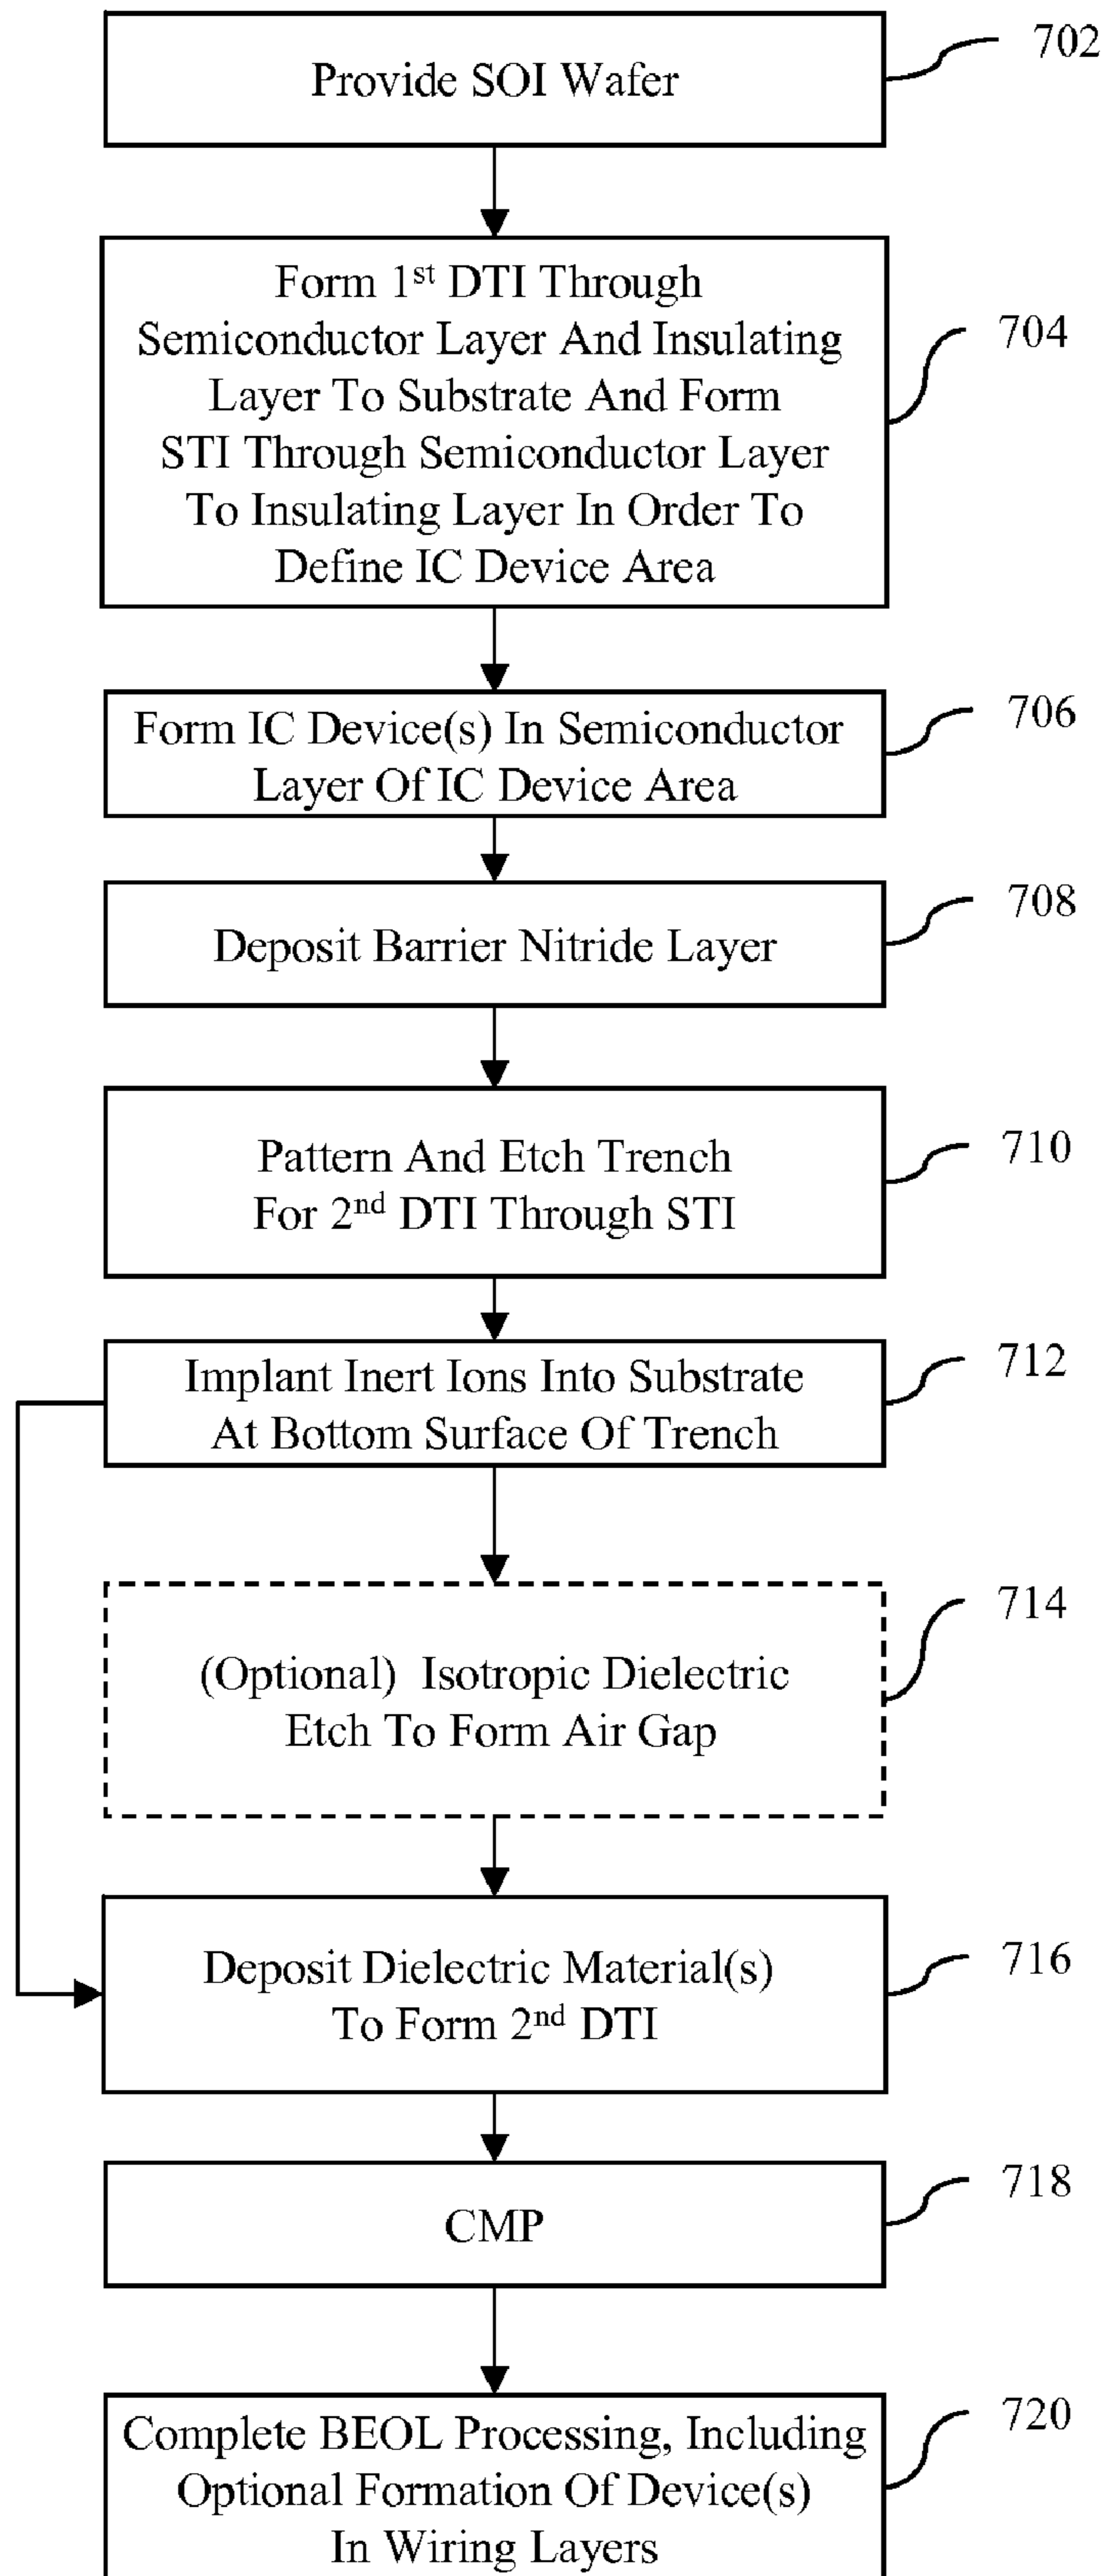 Provide SOI Wafer
702
Form 1st DTI Through
Semiconductor Layer And Insulating
Layer To Substrate And Form
STI Through Semiconductor Layer
To Insulating Layer In Order To
Define IC Device Area
704
Form IC Device(s) In Semiconductor
Layer Of IC Device Area
706
Deposit Barrier Nitride Layer
708
Pattern And Etch Trench
For 2nd DTI Through STI
710
Implant Inert Ions Into Substrate
At Bottom Surface Of Trench
712
(Optional) Isotropic Dielectric
Etch To Form Air Gap
714
Deposit Dielectric Material(s)
To Form 2nd DTI
716
CMP
718
Complete BEOL Processing, Including
Optional Formation Of Device(s)
In Wiring Layers
720